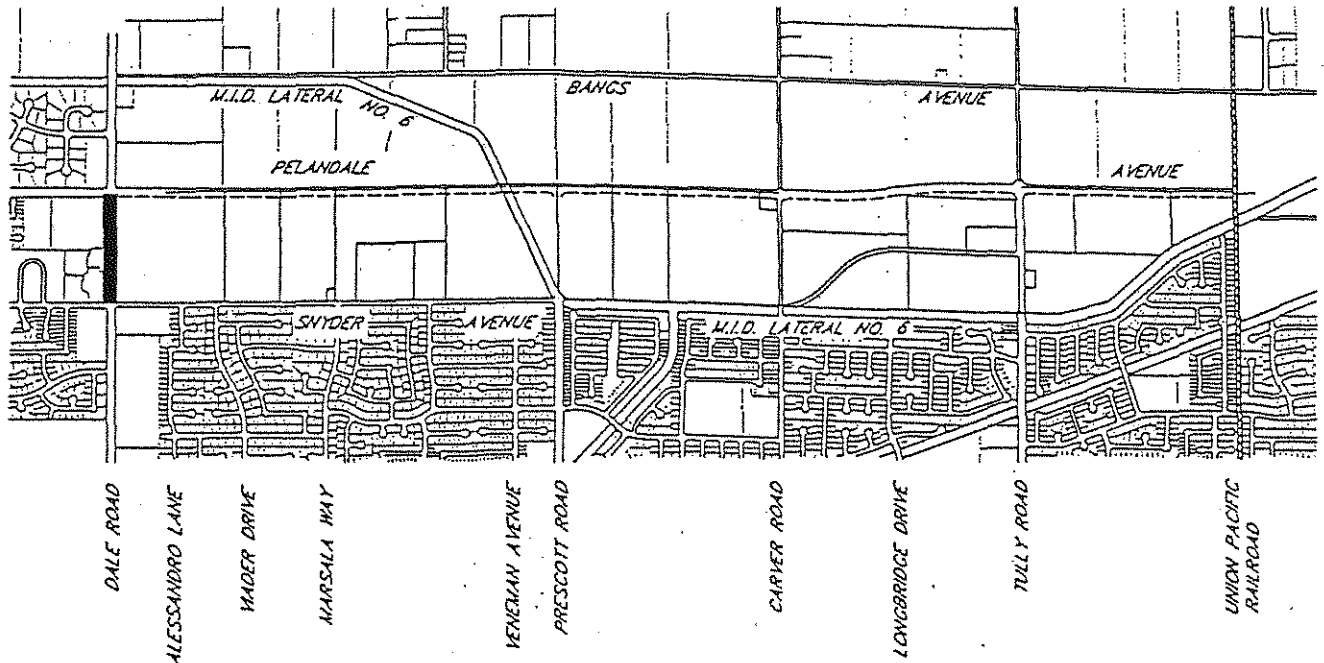 M.I.D. LATERAL
NO. 6
BANGS
AVENUE
PELANDALE
AVENUE
SNYDER
AVENUE
M.I.D. LATERAL NO. 6
DALE ROAD
ALESSANDRO LANE
VIADER DRIVE
MARSALA WAY
VENEMAN AVENUE
PRESCOTT ROAD
CARVER ROAD
LONGBRIDGE DRIVE
TULLY ROAD
UNION PACIFIC
RAILROAD